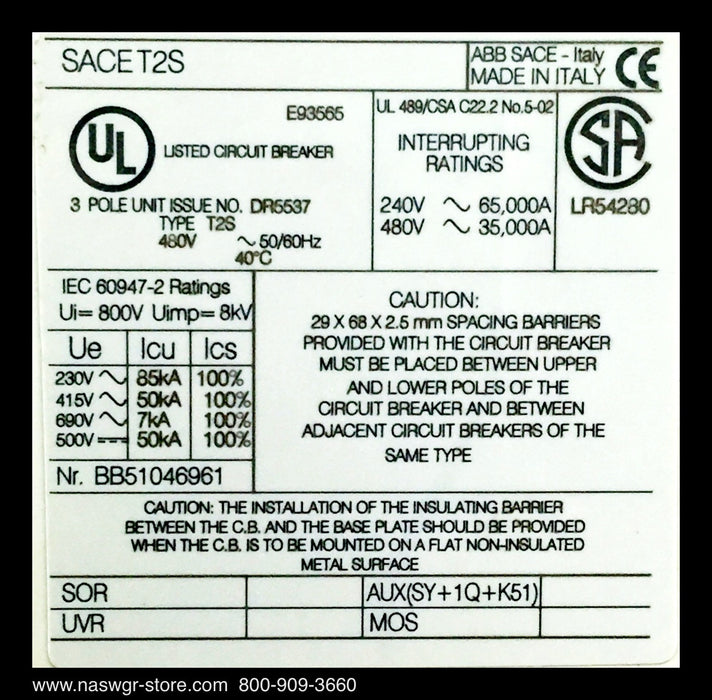 SACE T2S
ABB SACE - Italy
MADE IN ITALY
CE
UL
E93565
LISTED CIRCUIT BREAKER
3 POLE UNIT ISSUE NO. DR5537
TYPE T2S
480V ~ 50/60Hz
40°C
UL 489/CSA C22.2 No.5-02
INTERRUPTING
RATINGS
240V ~ 65,000A
480V ~ 35,000A
SA
LR54280
IEC 60947-2 Ratings
Ui= 800V Uimp= 8kV
Ue Icu Ics
230V ~ 85kA 100%
415V ~ 50kA 100%
690V ~ 7kA 100%
500V ⎓ 50kA 100%
Nr. BB51046961
CAUTION:
29 X 68 X 2.5 mm SPACING BARRIERS
PROVIDED WITH THE CIRCUIT BREAKER
MUST BE PLACED BETWEEN UPPER
AND LOWER POLES OF THE
CIRCUIT BREAKER AND BETWEEN
ADJACENT CIRCUIT BREAKERS OF THE
SAME TYPE
CAUTION: THE INSTALLATION OF THE INSULATING BARRIER
BETWEEN THE C.B. AND THE BASE PLATE SHOULD BE PROVIDED
WHEN THE C.B. IS TO BE MOUNTED ON A FLAT NON-INSULATED
METAL SURFACE
SOR AUX(SY+1Q+K51)
UVR MOS
www.naswgr-store.com 800-909-3660